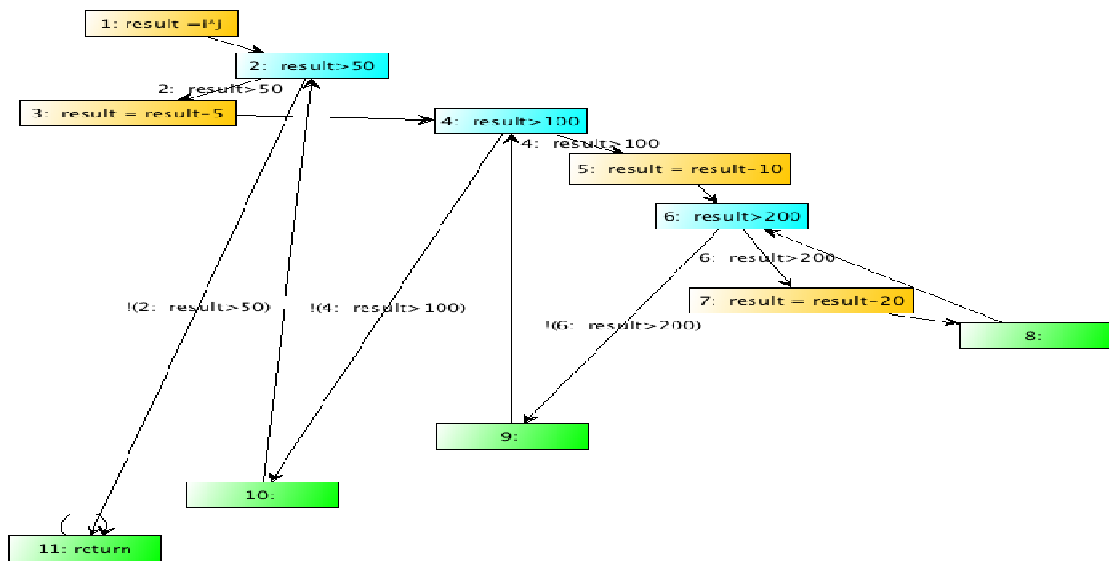 1: result =i*j
2: result>50
2: result>50
3: result = result-5
4: result>100
4: result>100
5: result = result-10
6: result>200
6: result>200
7: result = result-20
!(2: result>50)
!(4: result>100)
!(6: result>200)
8:
9:
10:
11: return